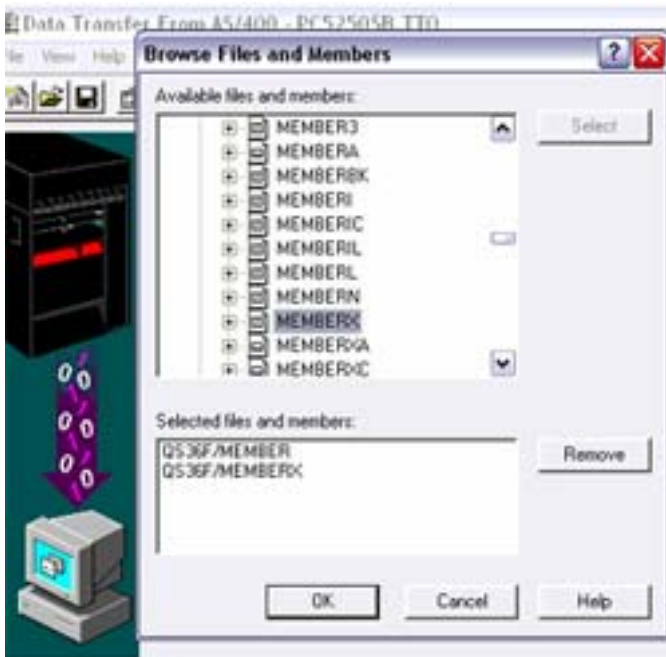 Data Transfer From AS/400 - PC52505B.TTO
File View Help
Browse Files and Members
Available files and members:
Select
MEMBER3
MEMBERA
MEMBERBK
MEMBERI
MEMBERIC
MEMBERIL
MEMBERL
MEMBERN
MEMBERX
MEMBERXA
MEMBERXC
Selected files and members:
QS36F/MEMBER
QS36F/MEMBERX
Remove
OK
Cancel
Help